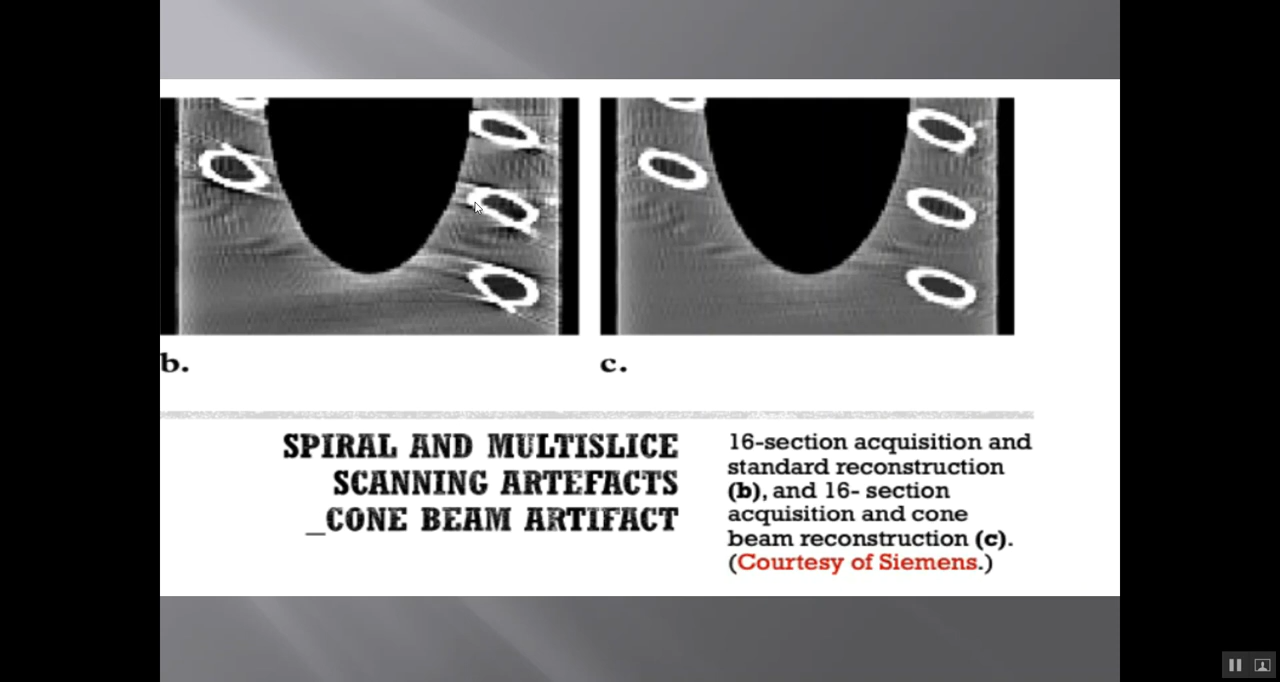 b.
c.
SPIRAL AND MULTISLICE
SCANNING ARTEFACTS
_CONE BEAM ARTIFACT
16-section acquisition and
standard reconstruction
(b), and 16- section
acquisition and cone
beam reconstruction (c).
(Courtesy of Siemens.)